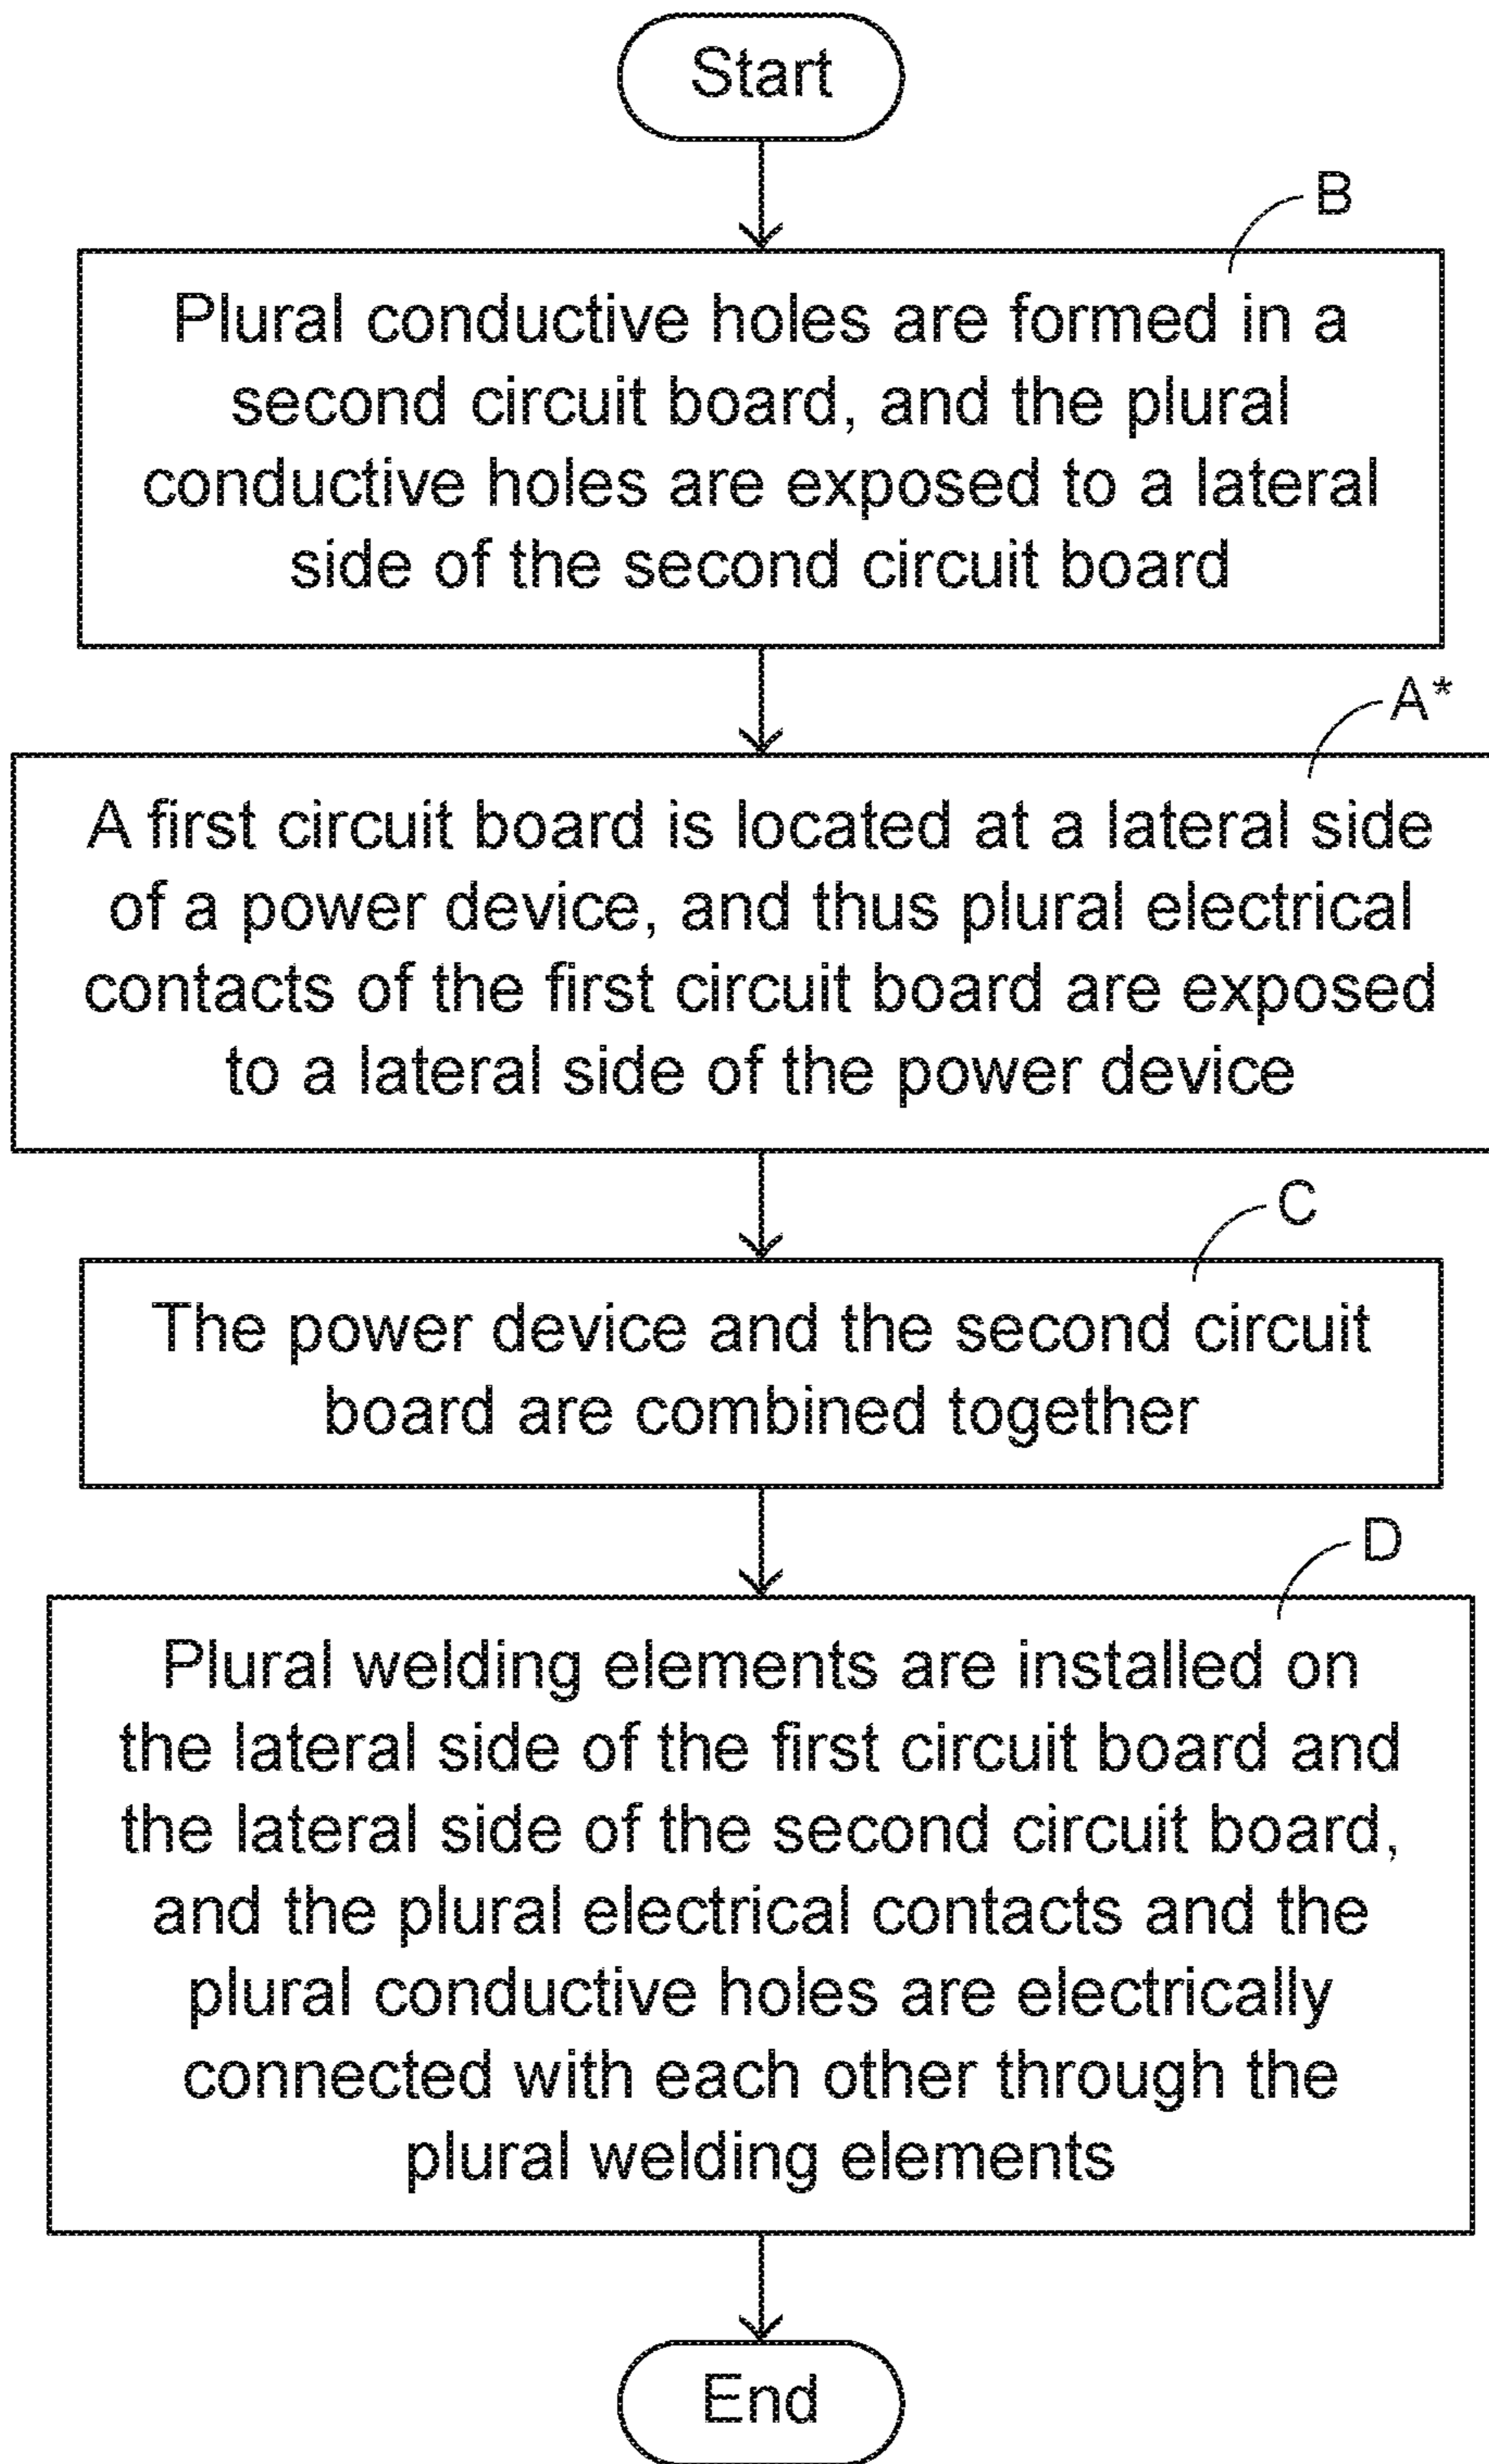 Start
B
Plural conductive holes are formed in a
second circuit board, and the plural
conductive holes are exposed to a lateral
side of the second circuit board
A*
A first circuit board is located at a lateral side
of a power device, and thus plural electrical
contacts of the first circuit board are exposed
to a lateral side of the power device
C
The power device and the second circuit
board are combined together
D
Plural welding elements are installed on
the lateral side of the first circuit board and
the lateral side of the second circuit board,
and the plural electrical contacts and the
plural conductive holes are electrically
connected with each other through the
plural welding elements
End